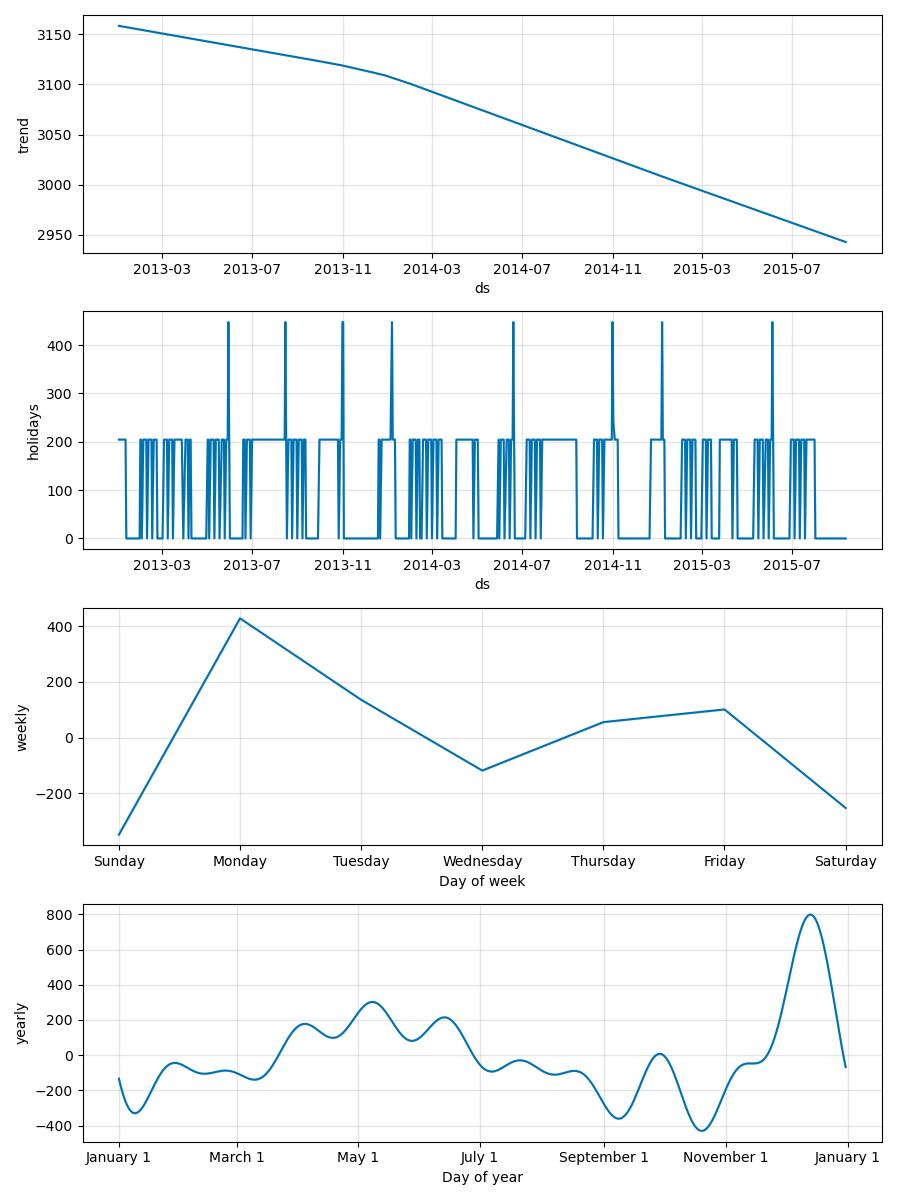 3150
3100
3050
3000
2950
trend
2013-03 2013-07 2013-11 2014-03 2014-07 2014-11 2015-03 2015-07
ds
400
300
200
100
0
holidays
2013-03 2013-07 2013-11 2014-03 2014-07 2014-11 2015-03 2015-07
ds
400
200
0
−200
weekly
Sunday Monday Tuesday Wednesday Thursday Friday Saturday
Day of week
800
600
400
200
0
−200
−400
yearly
January 1 March 1 May 1 July 1 September 1 November 1 January 1
Day of year